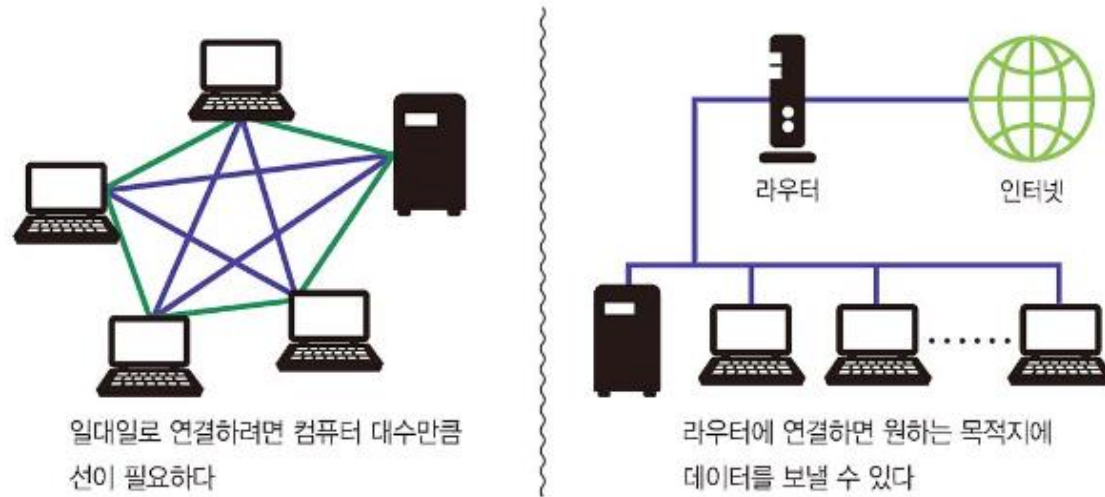 라우터
인터넷
일대일로 연결하려면 컴퓨터 대수만큼
선이 필요하다
라우터에 연결하면 원하는 목적지에
데이터를 보낼 수 있다